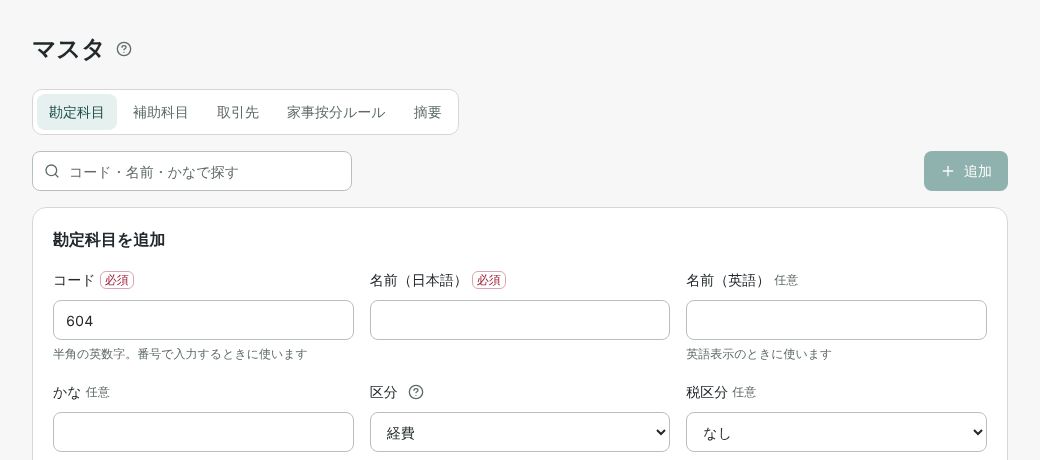 マスタ
勘定科目 補助科目 取引先 家事按分ルール 摘要
コード・名前・かなで探す
追加
勘定科目を追加
コード 必須 名前（日本語） 必須 名前（英語） 任意
604
半角の英数字。番号で入力するときに使います 英語表示のときに使います
かな 任意 区分 税区分 任意
経費 なし